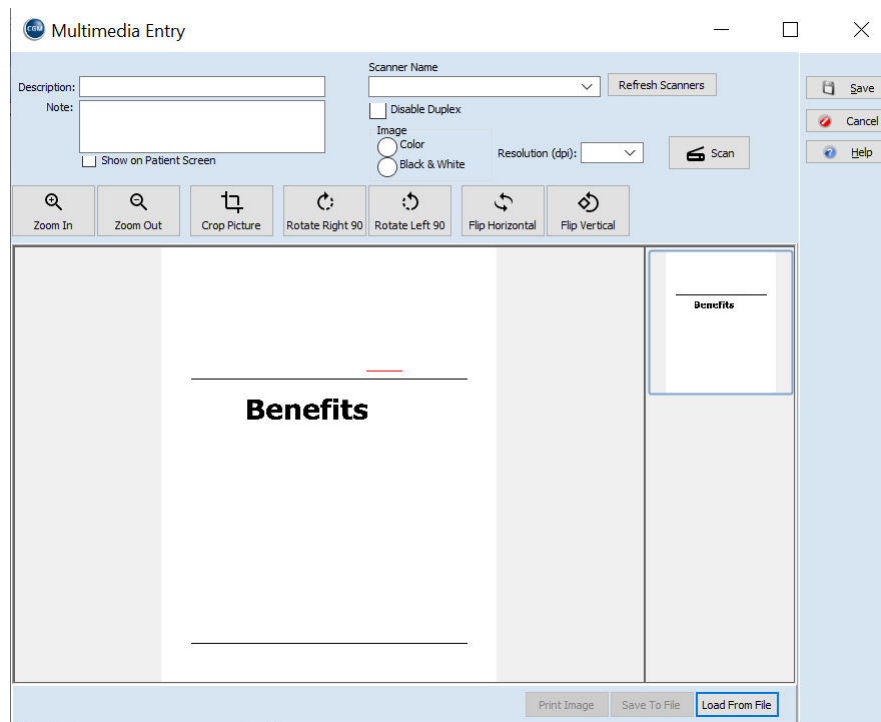 CGM Multimedia Entry
Scanner Name
Description:
Refresh Scanners
Save
Note:
Disable Duplex
Cancel
Image
Color
Resolution (dpi):
Scan
Help
Black & White
Show on Patient Screen
Zoom In
Zoom Out
Crop Picture
Rotate Right 90
Rotate Left 90
Flip Horizontal
Flip Vertical
Benefits
Benefits
Print Image
Save To File
Load From File